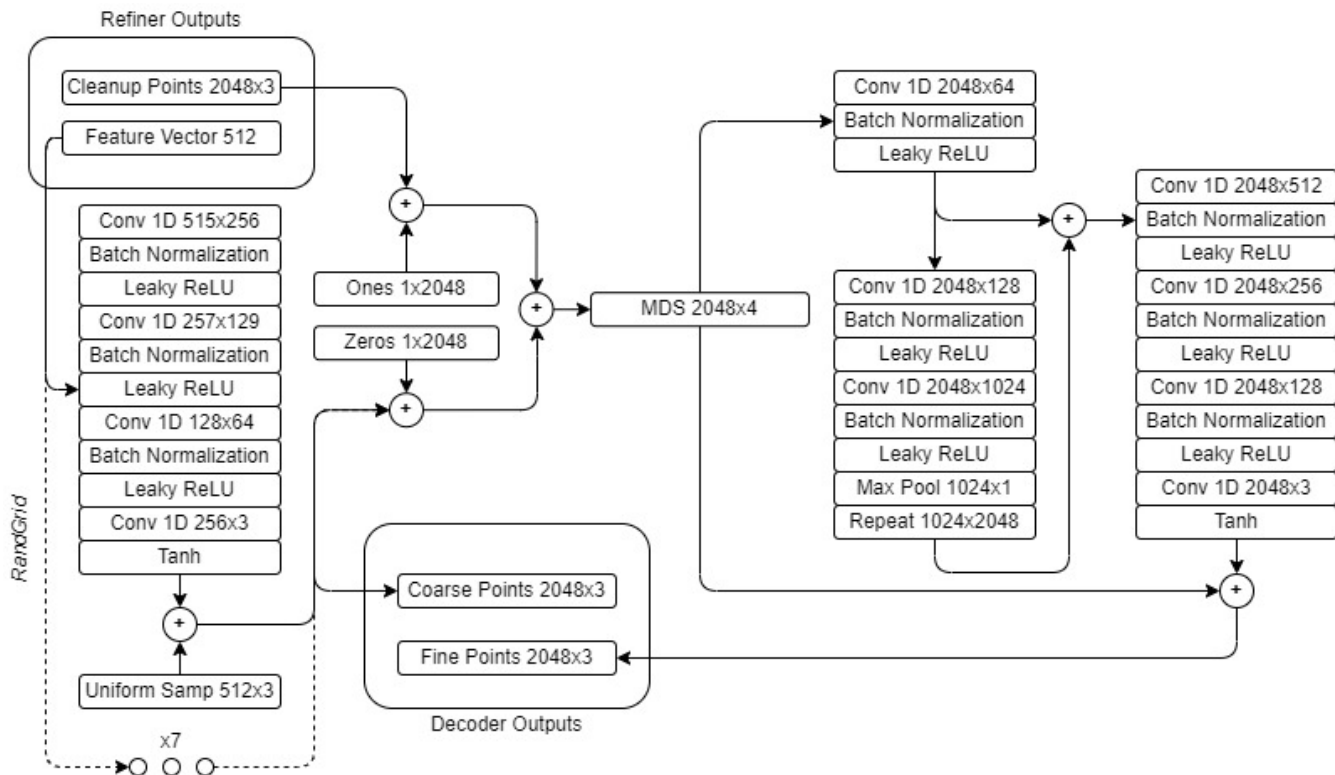 Refiner Outputs
Cleanup Points 2048x3
Feature Vector 512
Conv 1D 515x256
Batch Normalization
Leaky ReLU
Conv 1D 257x129
Batch Normalization
Leaky ReLU
Conv 1D 128x64
Batch Normalization
Leaky ReLU
Conv 1D 256x3
Tanh
+
Uniform Samp 512x3
x7
RandGrid
+
Ones 1x2048
Zeros 1x2048
+
+
MDS 2048x4
Coarse Points 2048x3
Fine Points 2048x3
Decoder Outputs
Conv 1D 2048x64
Batch Normalization
Leaky ReLU
Conv 1D 2048x128
Batch Normalization
Leaky ReLU
Conv 1D 2048x1024
Batch Normalization
Leaky ReLU
Max Pool 1024x1
Repeat 1024x2048
+
Conv 1D 2048x512
Batch Normalization
Leaky ReLU
Conv 1D 2048x256
Batch Normalization
Leaky ReLU
Conv 1D 2048x128
Batch Normalization
Leaky ReLU
Conv 1D 2048x3
Tanh
+